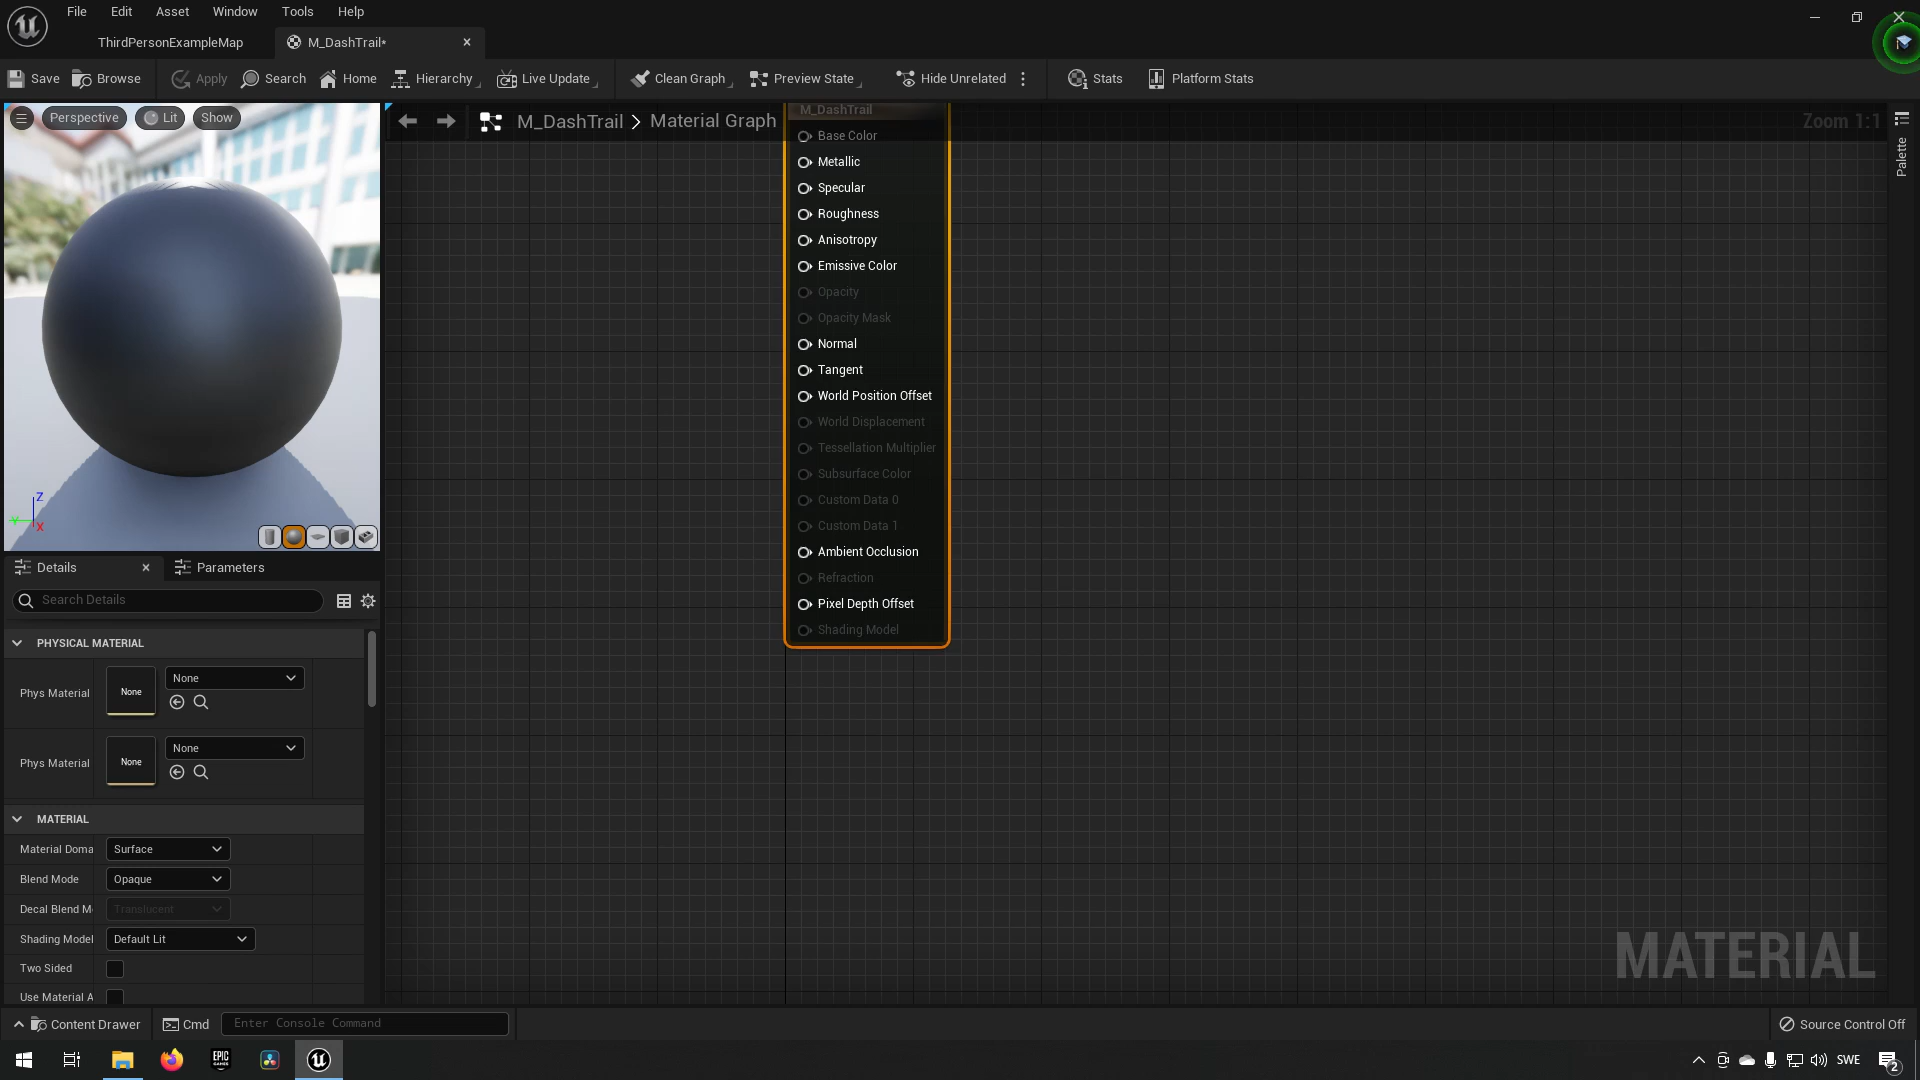 File Edit Asset Window Tools Help
ThirdPersonExampleMap M_DashTrail*
Save Browse Apply Search Home Hierarchy Live Update Clean Graph Preview State Hide Unrelated Stats Platform Stats
Perspective Lit Show
M_DashTrail Material Graph
Zoom 1:1
Palette
M_DashTrail
Base Color
Metallic
Specular
Roughness
Anisotropy
Emissive Color
Opacity
Opacity Mask
Normal
Tangent
World Position Offset
World Displacement
Tessellation Multiplier
Subsurface Color
Custom Data 0
Custom Data 1
Ambient Occlusion
Refraction
Pixel Depth Offset
Shading Model
Z
Y
X
Details Parameters
Search Details
PHYSICAL MATERIAL
Phys Material None None
Phys Material None None
MATERIAL
Material Doma Surface
Blend Mode Opaque
Decal Blend M Translucent
Shading Model Default Lit
Two Sided
Use Material A
MATERIAL
Content Drawer Cmd Enter Console Command Source Control Off
EPIC GAMES
SWE
2